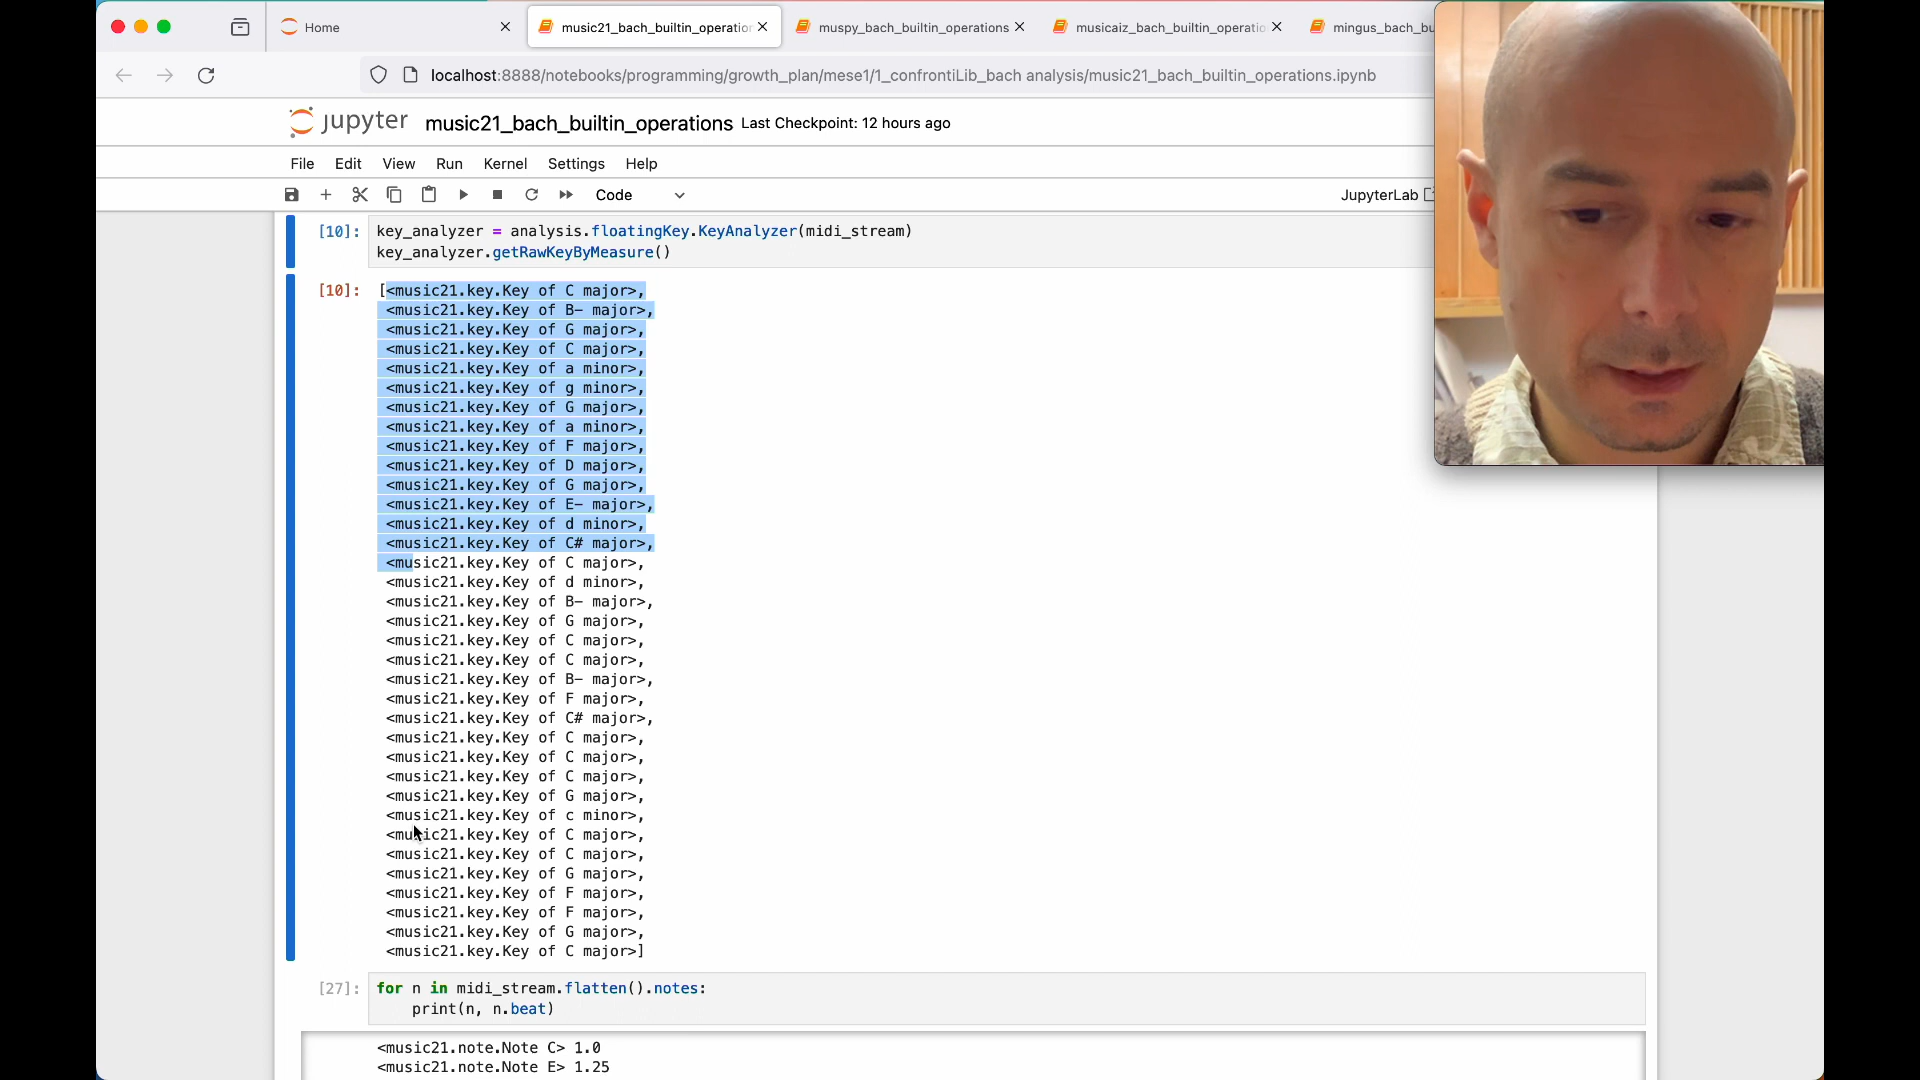 Home
music21_bach_builtin_operation
muspy_bach_builtin_operations
musicaiz_bach_builtin_operatio
mingus_bach_bu
localhost:8888/notebooks/programming/growth_plan/mese1/1_confrontiLib_bach analysis/music21_bach_builtin_operations.ipynb
jupyter music21_bach_builtin_operations Last Checkpoint: 12 hours ago
File Edit View Run Kernel Settings Help
Code JupyterLab
[10]: key_analyzer = analysis.floatingKey.KeyAnalyzer(midi_stream)
key_analyzer.getRawKeyByMeasure()
[10]: [<music21.key.Key of C major>,
<music21.key.Key of B- major>,
<music21.key.Key of G major>,
<music21.key.Key of C major>,
<music21.key.Key of a minor>,
<music21.key.Key of g minor>,
<music21.key.Key of G major>,
<music21.key.Key of a minor>,
<music21.key.Key of F major>,
<music21.key.Key of D major>,
<music21.key.Key of G major>,
<music21.key.Key of E- major>,
<music21.key.Key of d minor>,
<music21.key.Key of C# major>,
<music21.key.Key of C major>,
<music21.key.Key of d minor>,
<music21.key.Key of B- major>,
<music21.key.Key of G major>,
<music21.key.Key of C major>,
<music21.key.Key of C major>,
<music21.key.Key of B- major>,
<music21.key.Key of F major>,
<music21.key.Key of C# major>,
<music21.key.Key of C major>,
<music21.key.Key of C major>,
<music21.key.Key of C major>,
<music21.key.Key of G major>,
<music21.key.Key of c minor>,
<music21.key.Key of C major>,
<music21.key.Key of C major>,
<music21.key.Key of G major>,
<music21.key.Key of F major>,
<music21.key.Key of F major>,
<music21.key.Key of G major>,
<music21.key.Key of C major>]
[27]: for n in midi_stream.flatten().notes:
print(n, n.beat)
<music21.note.Note C> 1.0
<music21.note.Note E> 1.25